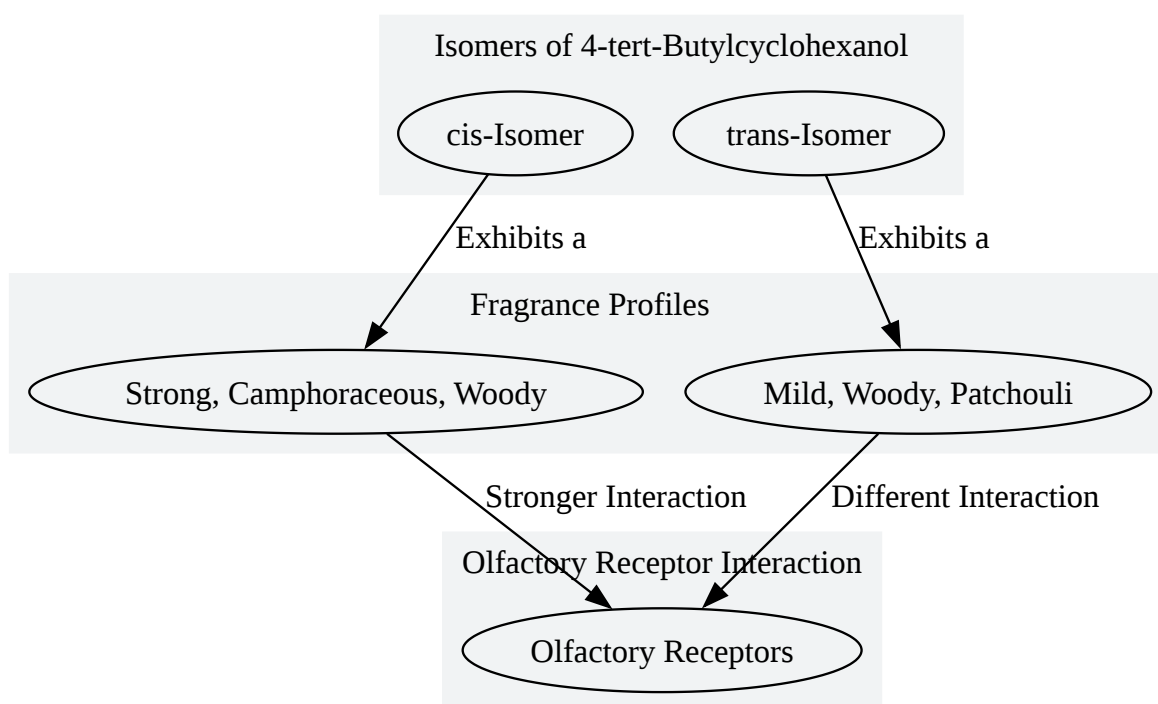 Isomers of 4-tert-Butylcyclohexanol
cis-Isomer
trans-Isomer
Exhibits a
Exhibits a
Fragrance Profiles
Strong, Camphoraceous, Woody
Mild, Woody, Patchouli
Stronger Interaction
Different Interaction
Olfactory Receptor Interaction
Olfactory Receptors